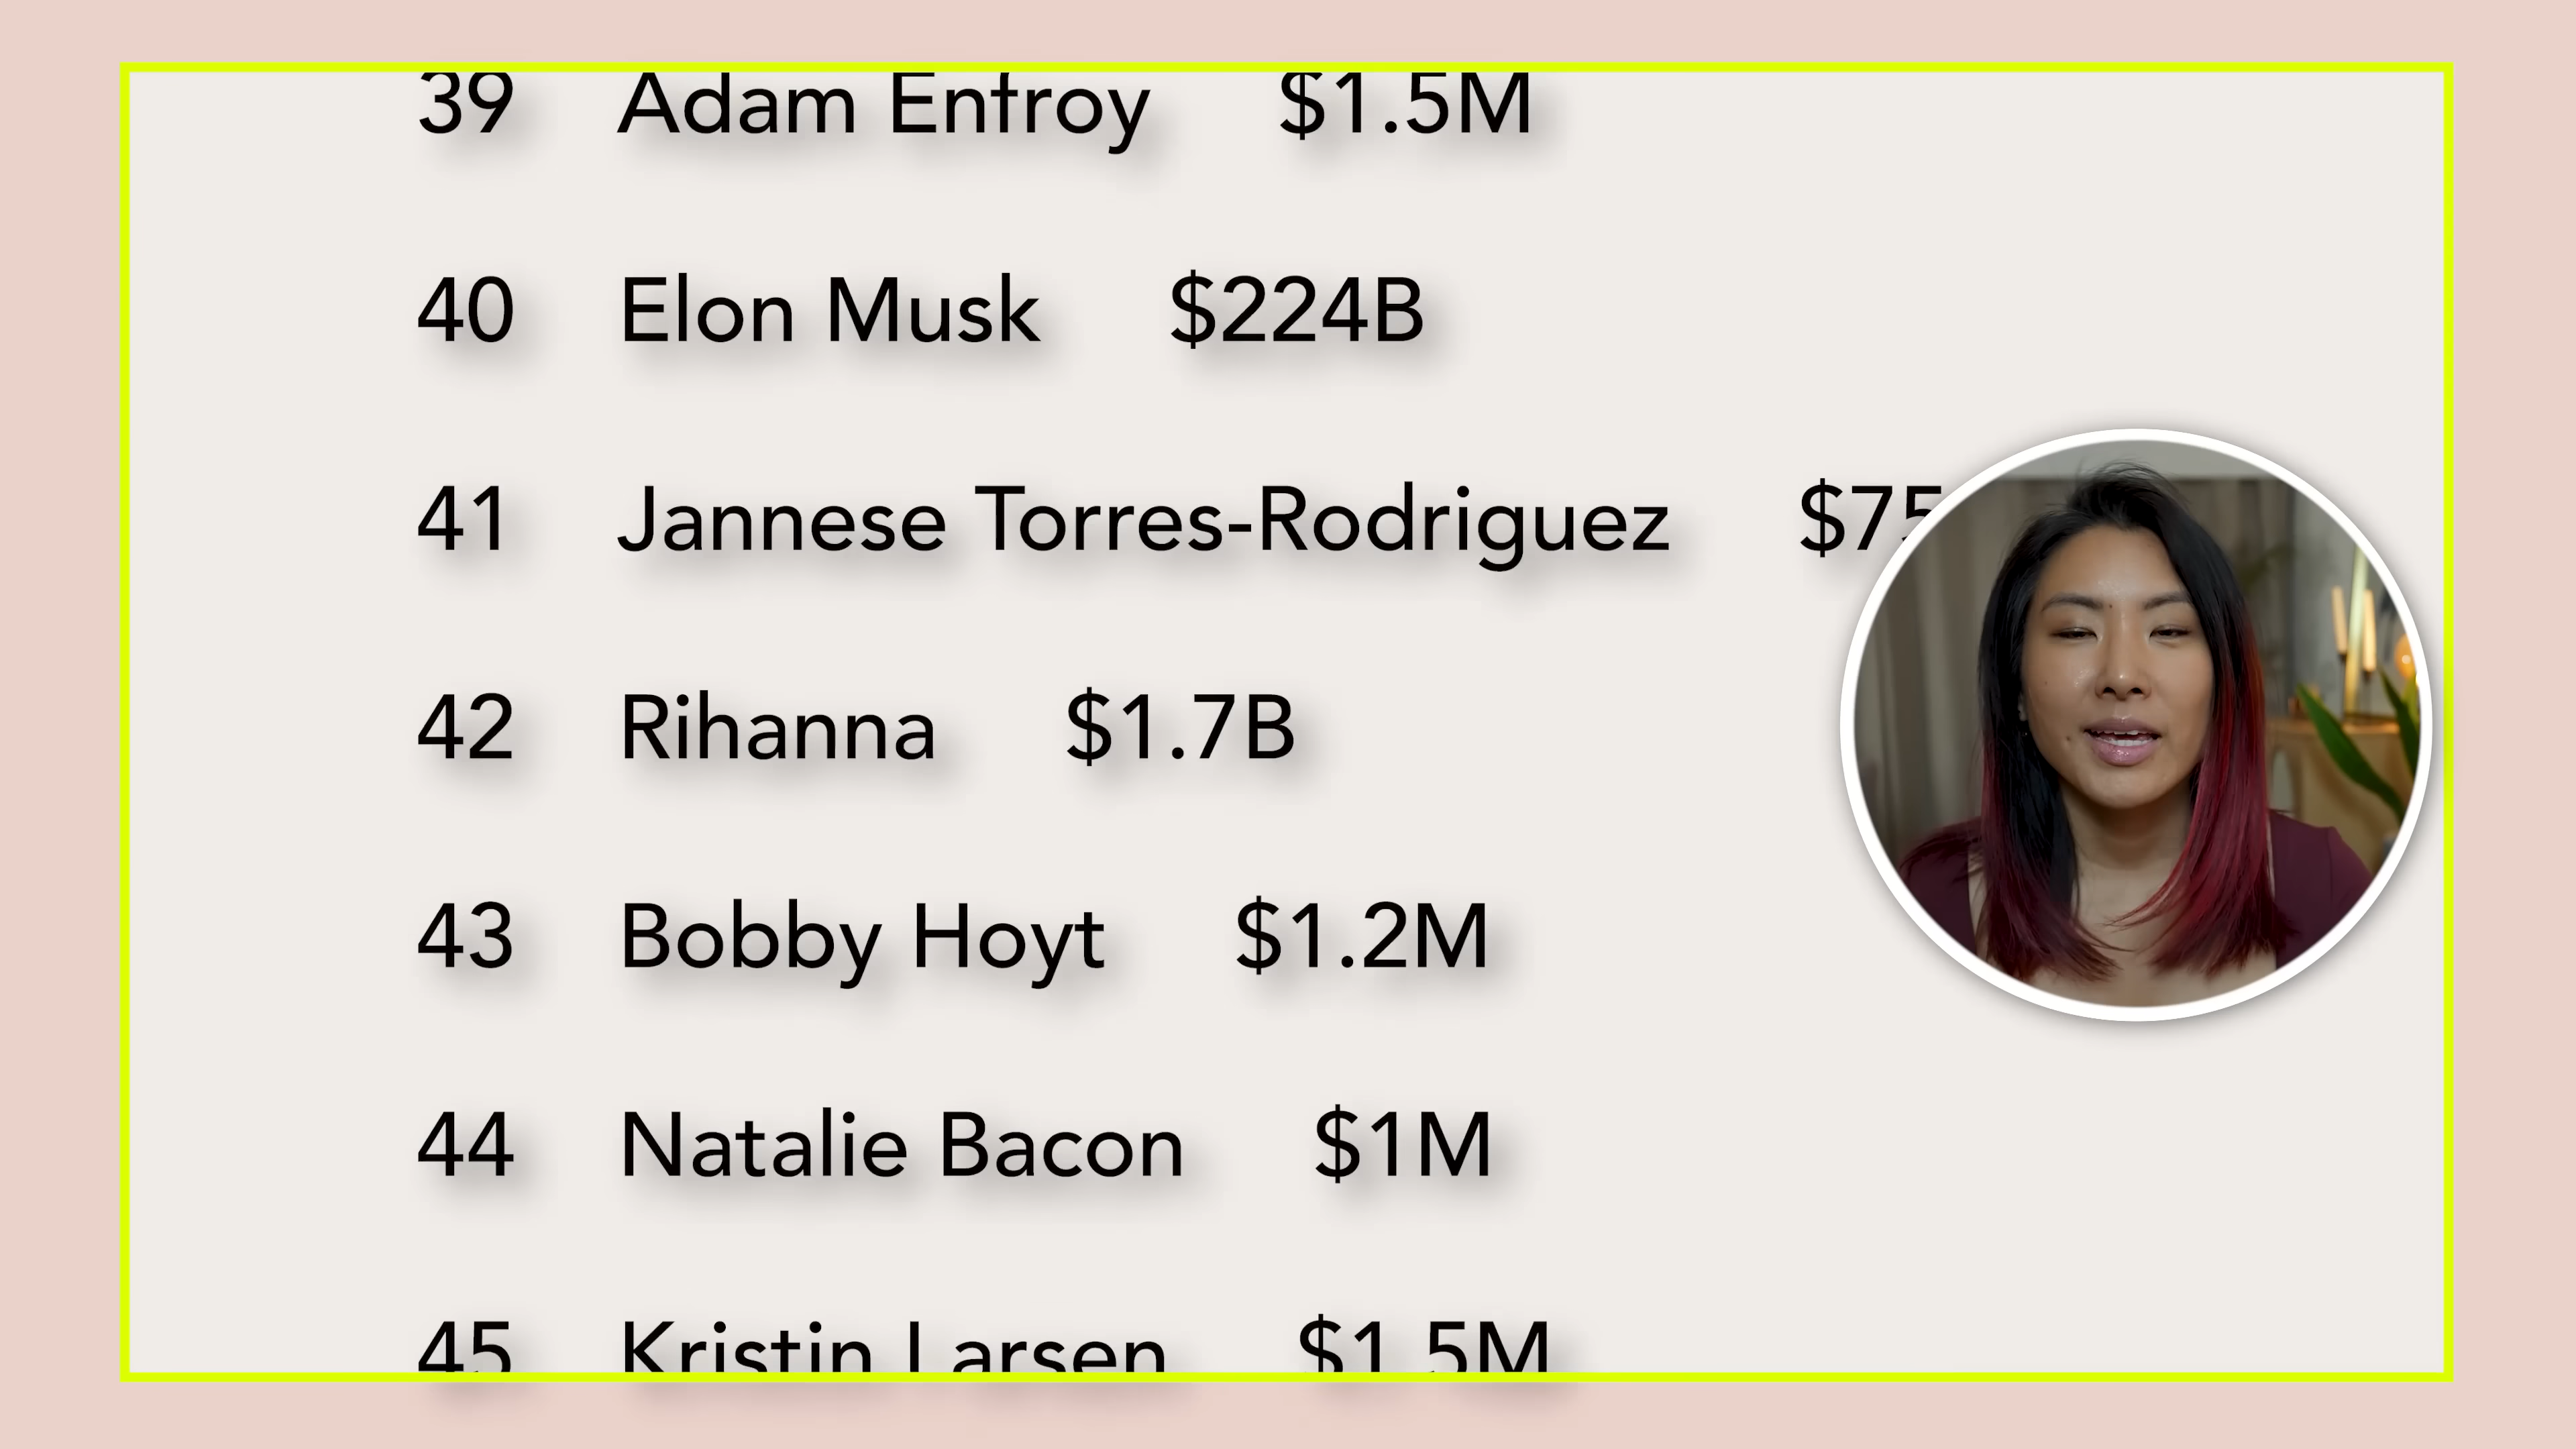 39 Adam Enfroy $1.5M
40 Elon Musk $224B
41 Jannese Torres-Rodriguez
42 Rihanna $1.7B
43 Bobby Hoyt $1.2M
44 Natalie Bacon $1M
45 Kristin Larsen $1.5M